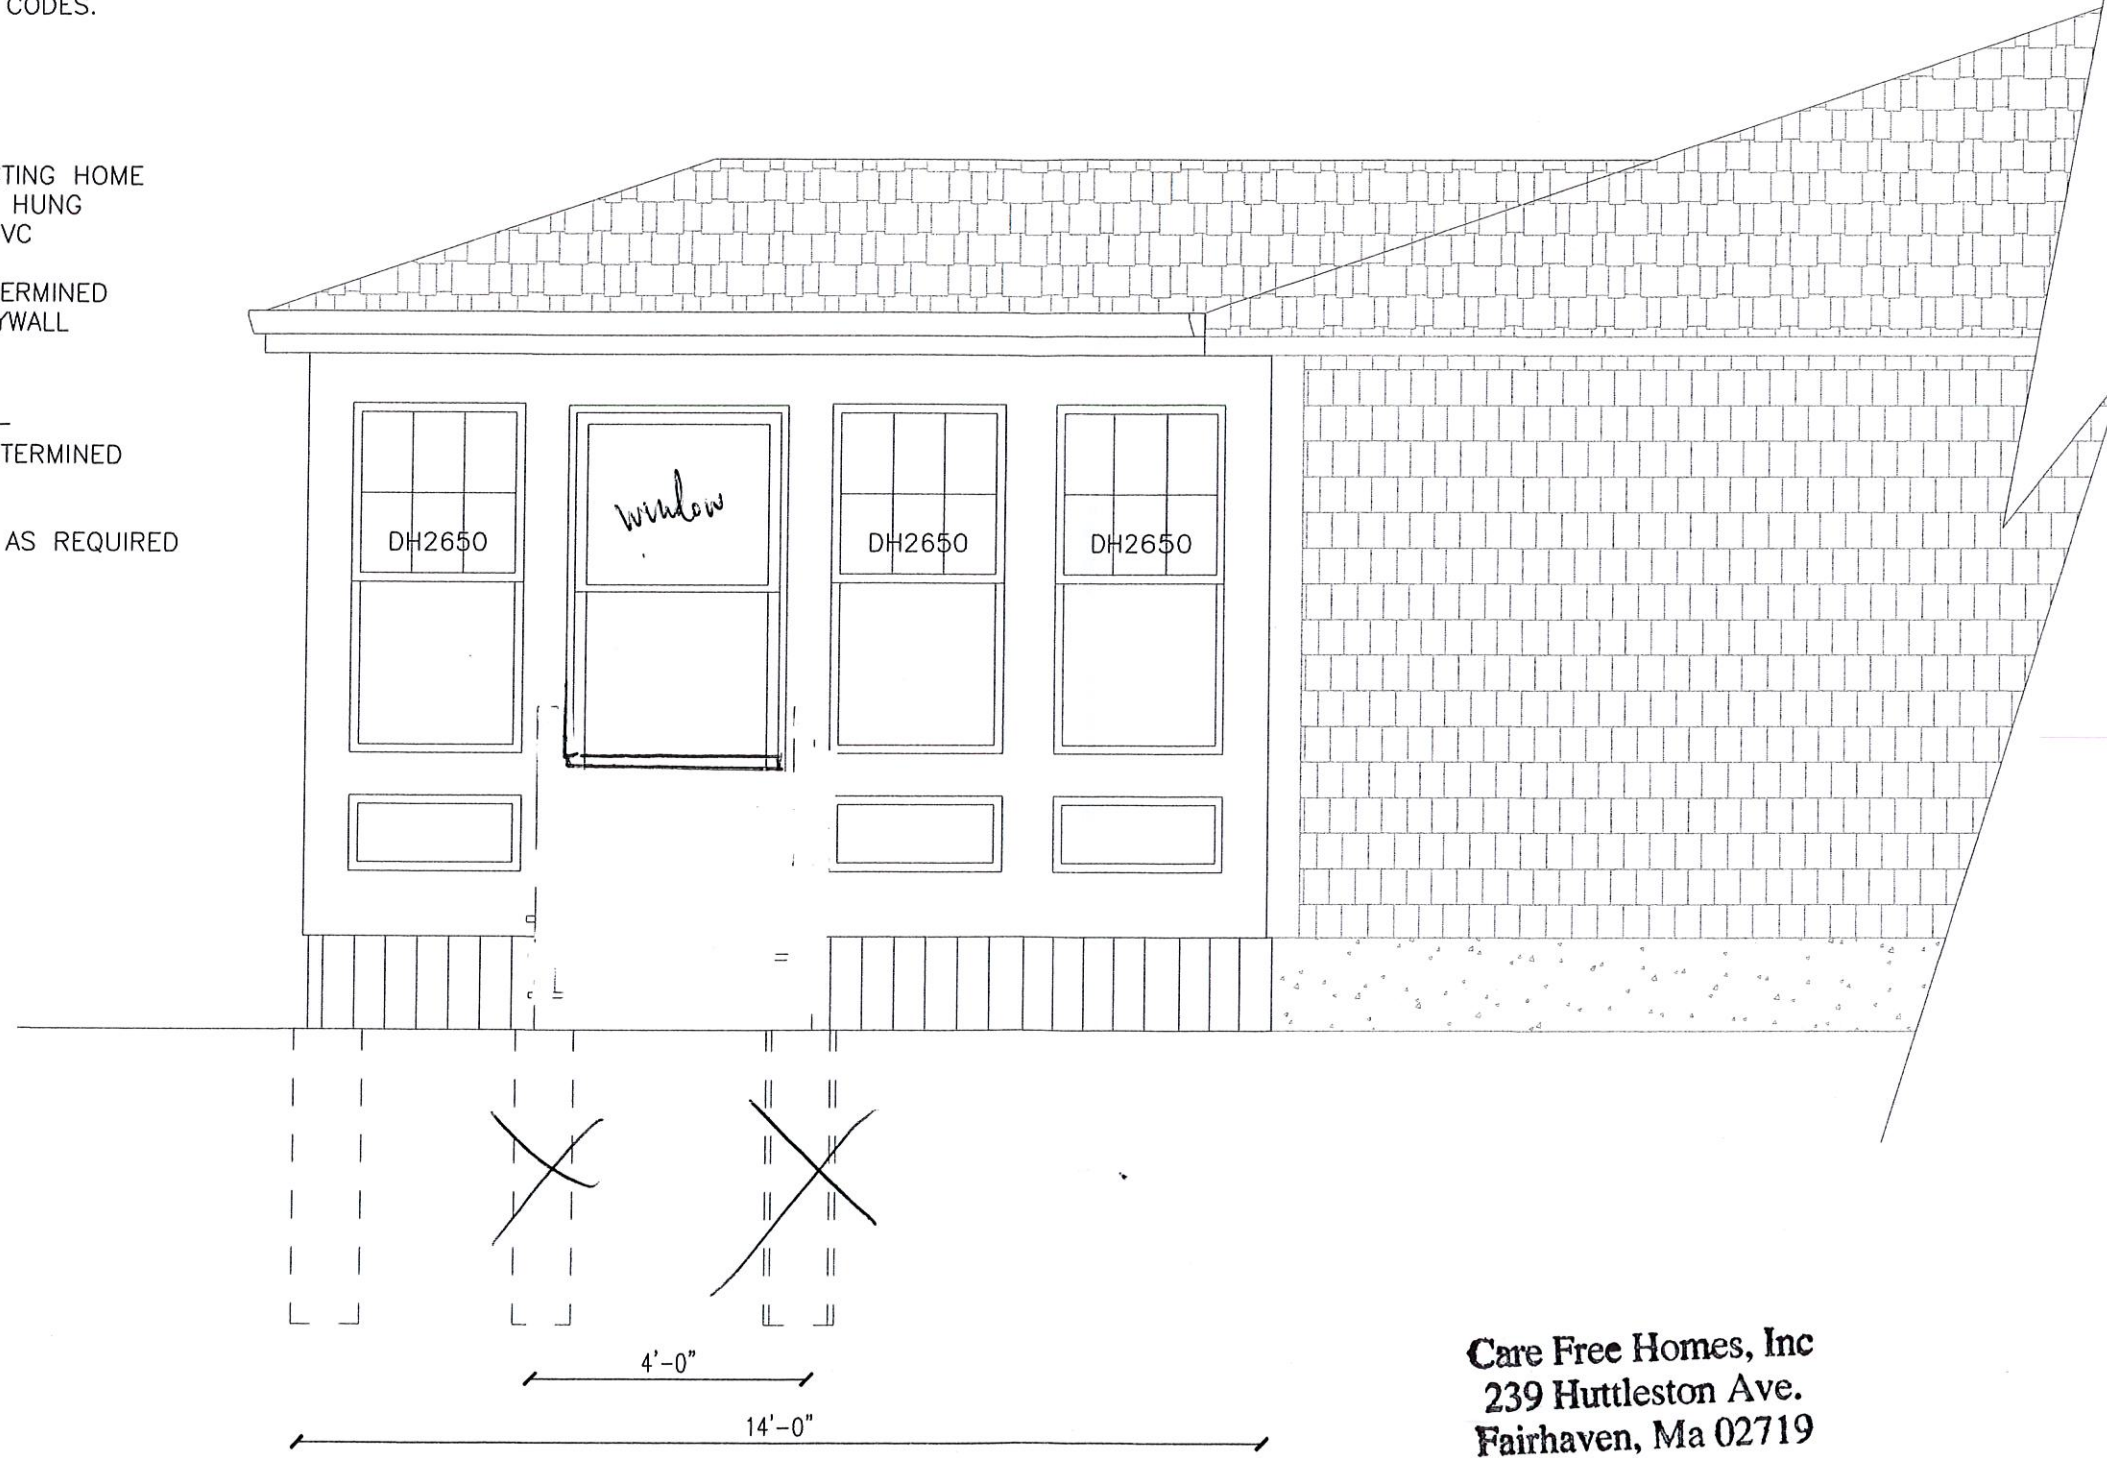 CODES.
TING HOME
HUNG
VC
ERMINED
YWALL
TERMINED
AS REQUIRED
window
DH2650
DH2650
DH2650
4'-0"
14'-0"
Care Free Homes, Inc
239 Huttleston Ave.
Fairhaven, Ma 02719